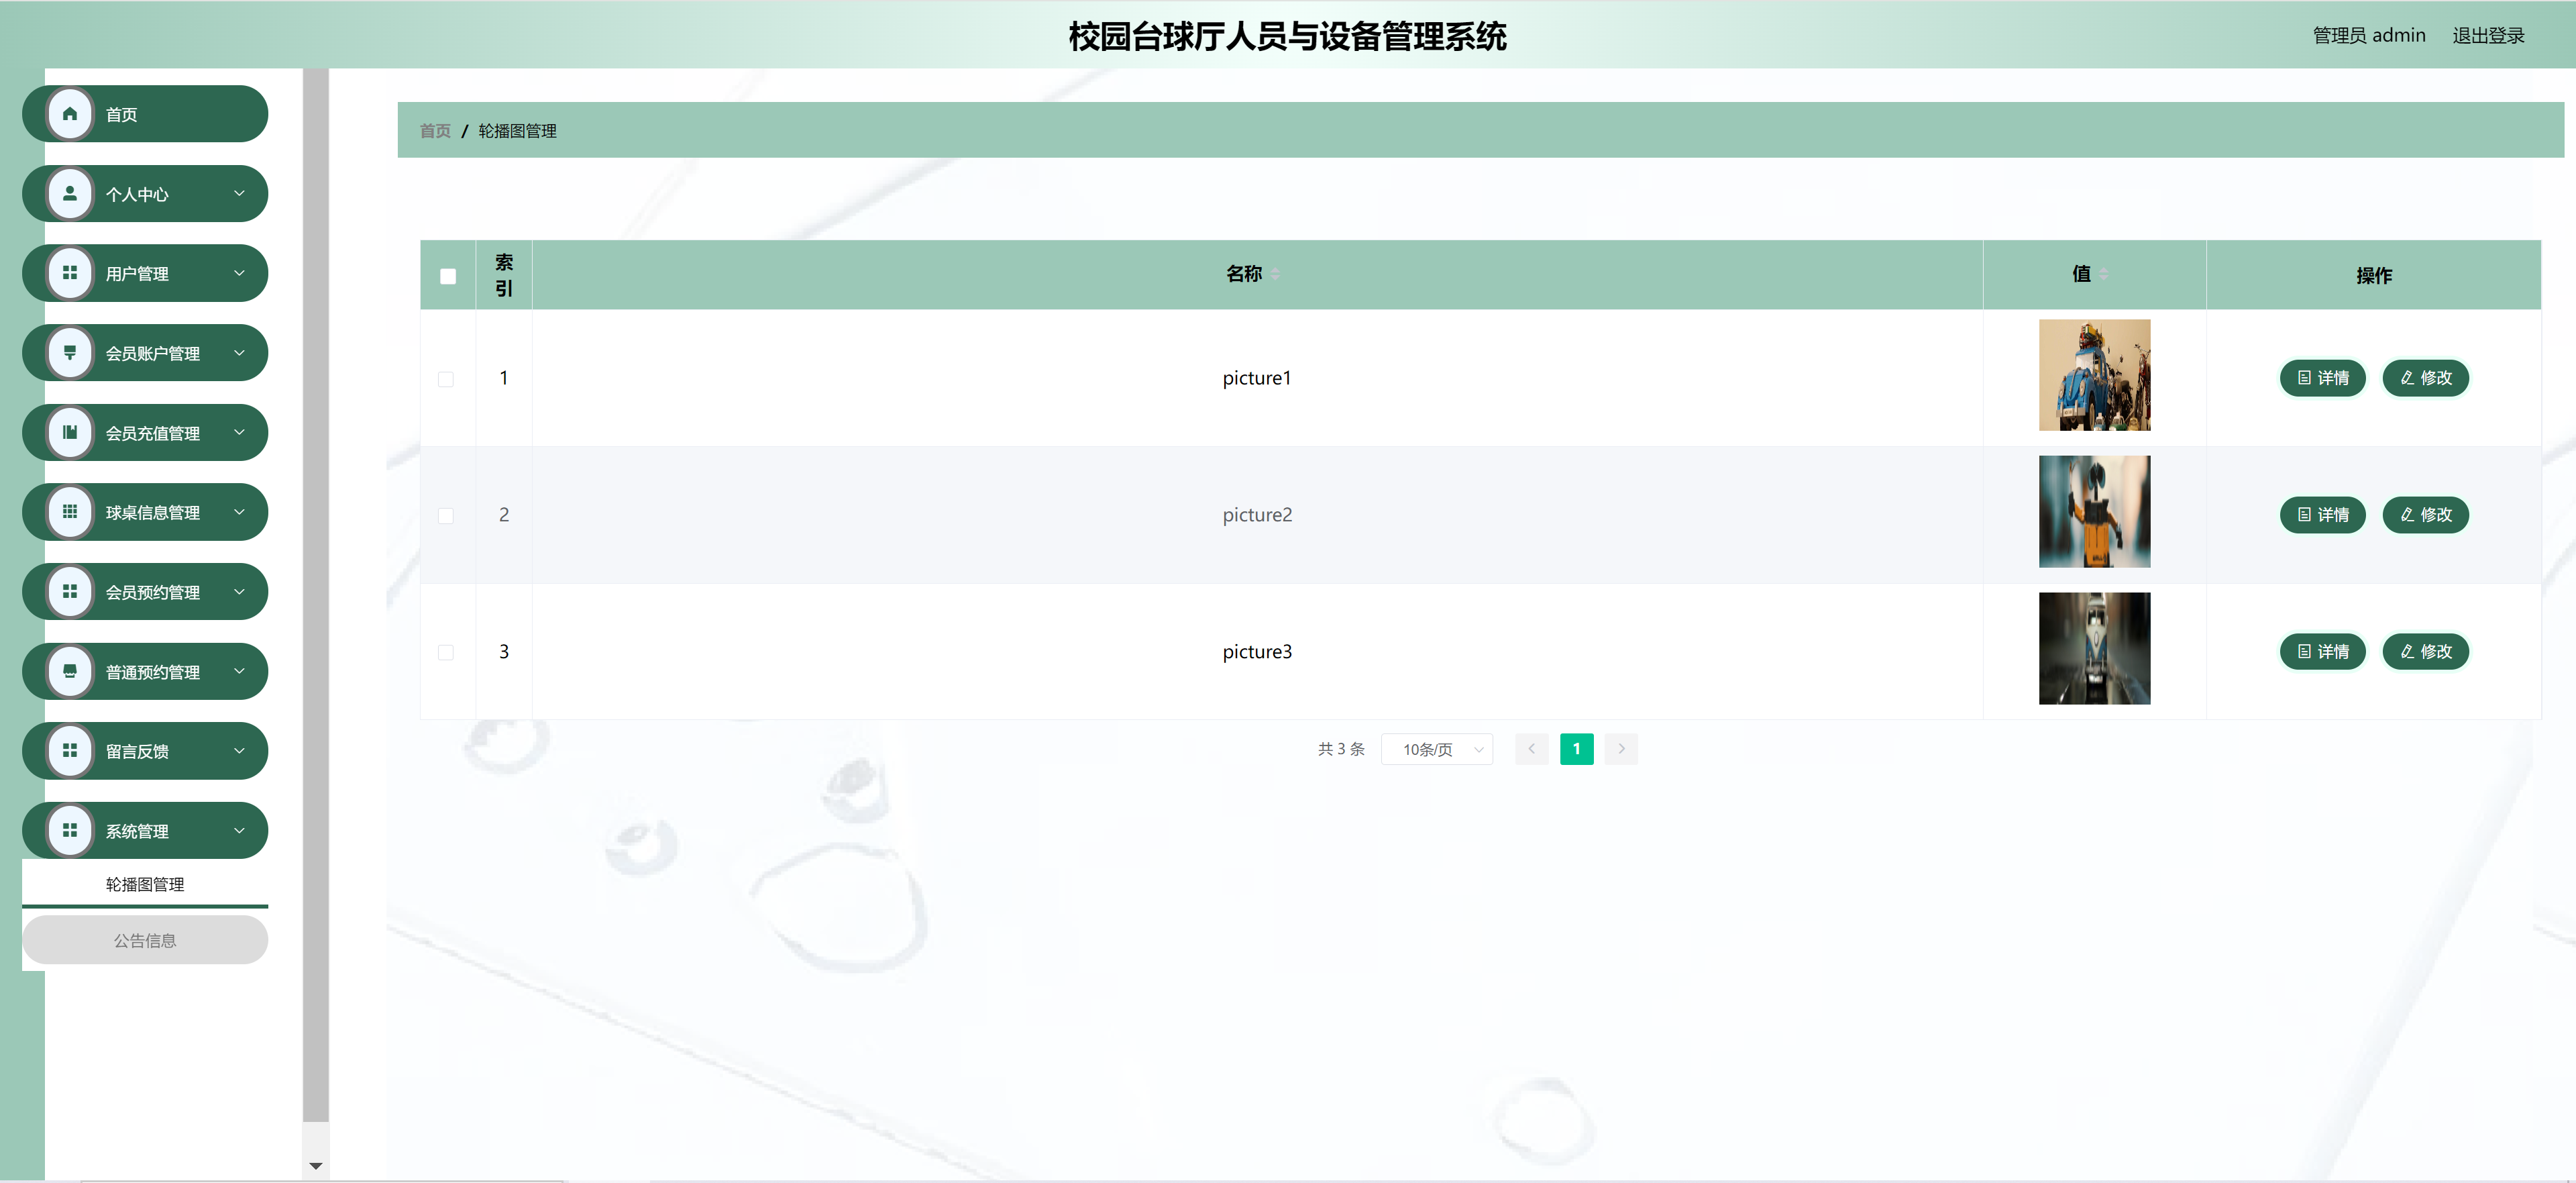 校园台球厅人员与设备管理系统
管理员 admin 退出登录
首页
个人中心
用户管理
会员账户管理
会员充值管理
球桌信息管理
会员预约管理
普通预约管理
留言反馈
系统管理
轮播图管理
公告信息
首页 / 轮播图管理
索引 名称 值 操作
1 picture1 详情 修改
2 picture2 详情 修改
3 picture3 详情 修改
共 3 条 10条/页 1